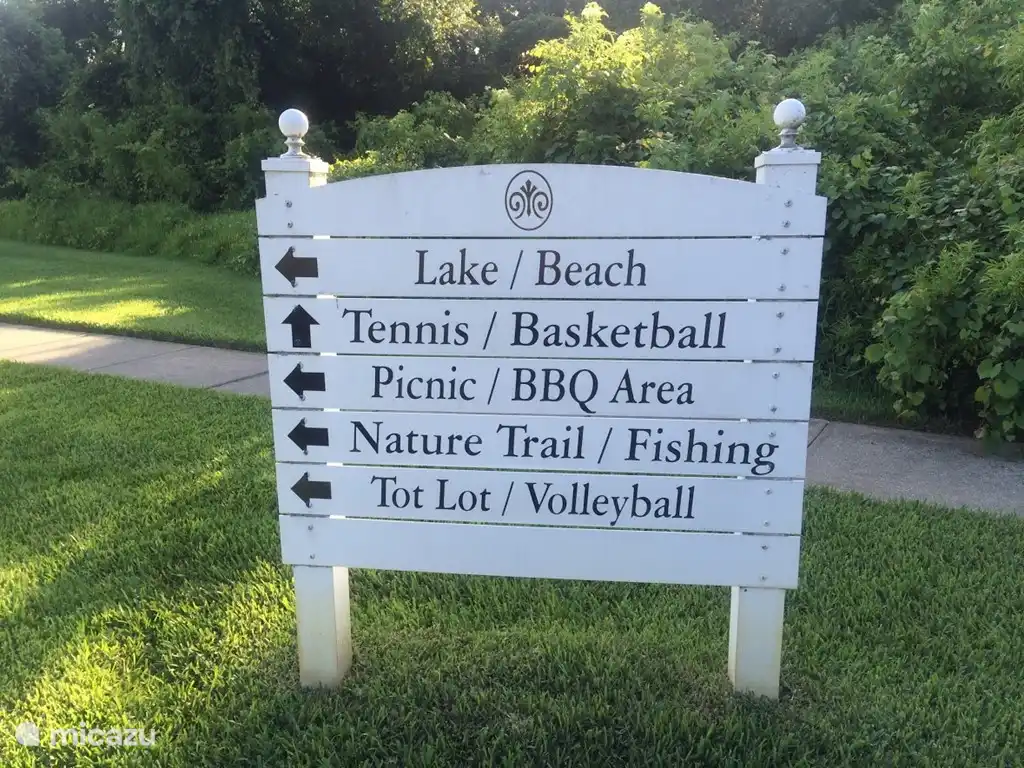 Lake / Beach
Tennis / Basketball
Picnic / BBQ Area
Nature Trail / Fishing
Tot Lot / Volleyball
micazu